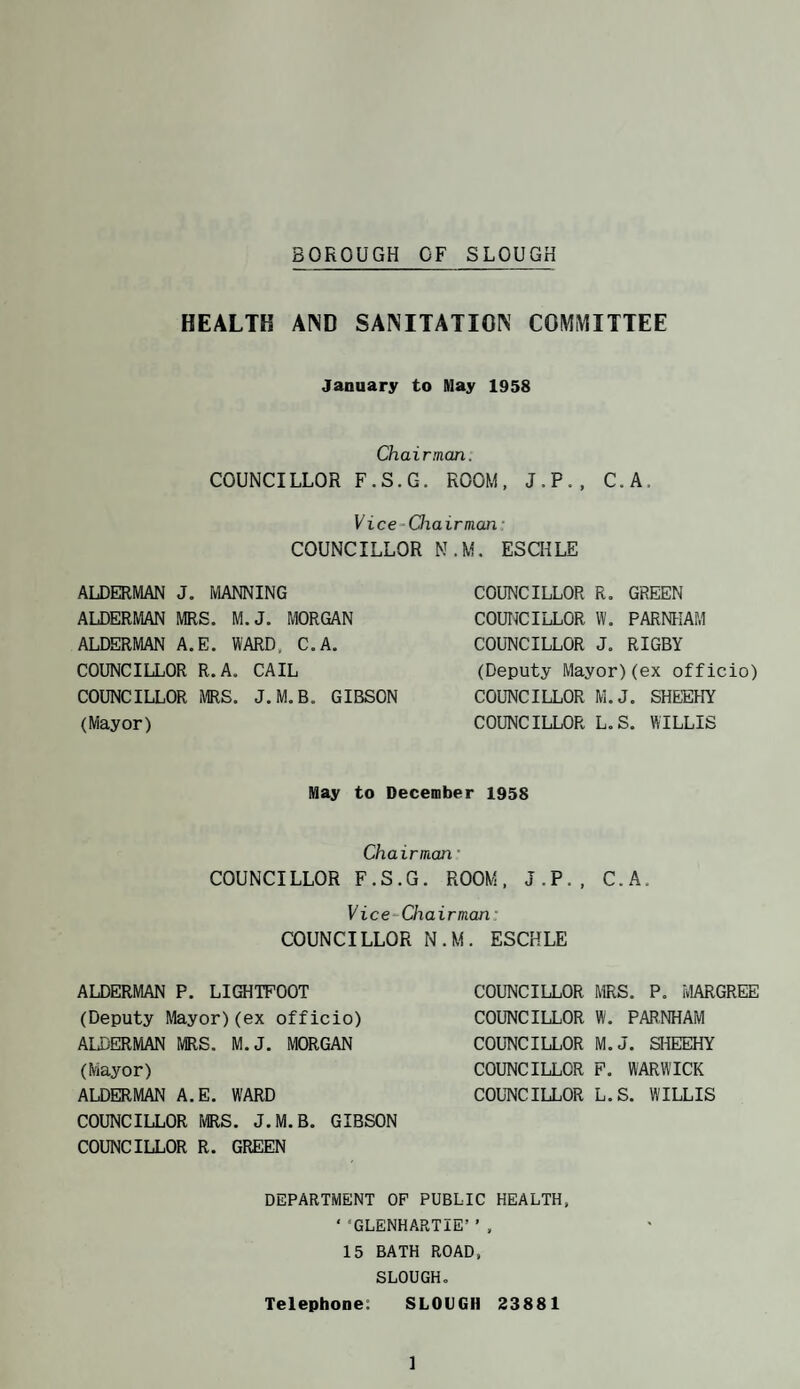 BOROUGH OF SLOUGH
HEALTH AND SANITATION COMMITTEE
January to May 1958
Chairman:
COUNCILLOR F.S.G. ROOM, J.P., C.A.
Vice-Chairman:
COUNCILLOR N.M. ESCHLE
ALDERMAN J. MANNING
ALDERMAN MRS. M.J. MORGAN
ALDERMAN A.E. WARD, C.A.
COUNCILLOR R.A. CAIL
COUNCILLOR MRS. J.M.B. GIBSON
(Mayor)
COUNCILLOR R. GREEN
COUNCILLOR W. PARNHAM
COUNCILLOR J. RIGBY
(Deputy Mayor)(ex officio)
COUNCILLOR M.J. SHEEHY
COUNCILLOR L.S. WILLIS
May to December 1958
Chairman:
COUNCILLOR F.S.G. ROOM, J.P., C.A.
Vice-Chairman:
COUNCILLOR N.M. ESCHLE
ALDERMAN P. LIGHTFOOT
(Deputy Mayor)(ex officio)
ALDERMAN MRS. M.J. MORGAN
(Mayor)
ALDERMAN A.E. WARD
COUNCILLOR MRS. J.M.B. GIBSON
COUNCILLOR R. GREEN
COUNCILLOR MRS. P. MARGREE
COUNCILLOR W. PARNHAM
COUNCILLOR M.J. SHEEHY
COUNCILLOR F. WARWICK
COUNCILLOR L.S. WILLIS
DEPARTMENT OF PUBLIC HEALTH,
‘‘GLENHARTIE’’,
15 BATH ROAD,
SLOUGH.
Telephone: SLOUGH 23881
1